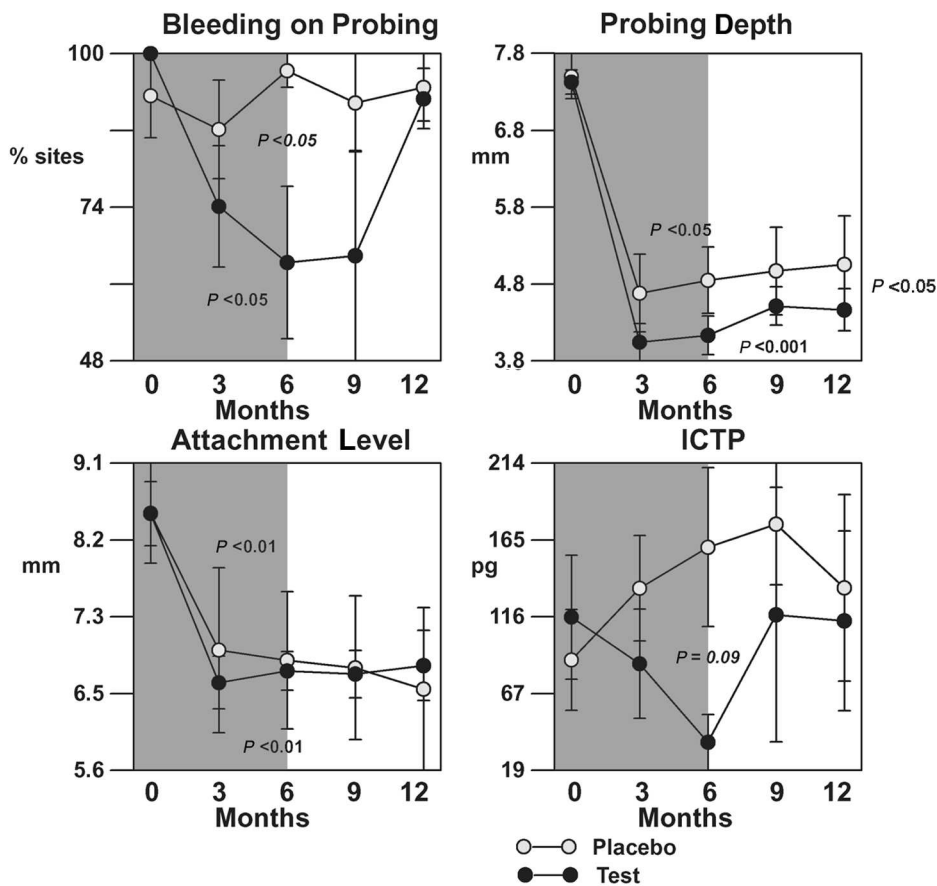 Bleeding on Probing
100
% sites
74
48
P <0.05
P <0.05
0 3 6 9 12
Months
Probing Depth
7.8
6.8
mm
5.8
4.8
3.8
P <0.05
P <0.05
P <0.001
0 3 6 9 12
Months
Attachment Level
9.1
8.2
mm
7.3
6.5
5.6
P <0.01
P <0.01
0 3 6 9 12
Months
ICTP
214
165
pg
116
67
19
P = 0.09
0 3 6 9 12
Months
Placebo
Test